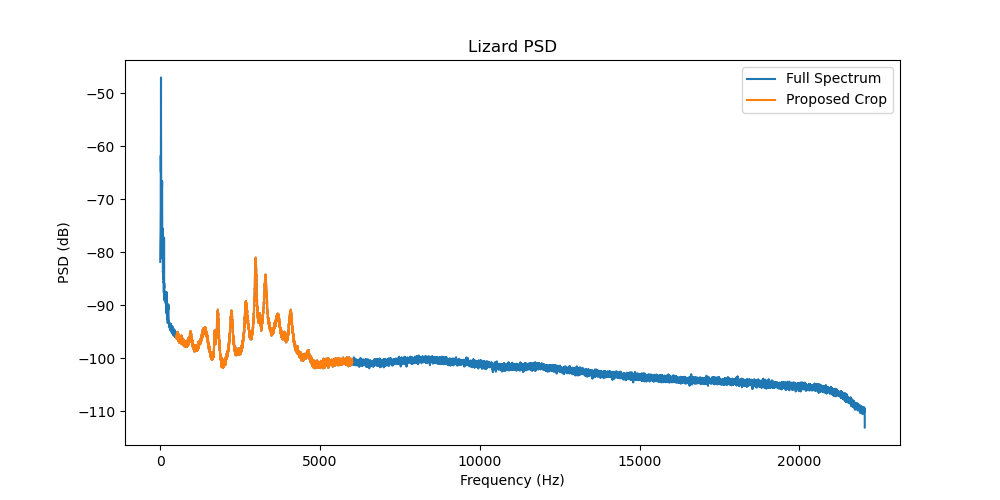 Lizard PSD
Full Spectrum
Proposed Crop
PSD (dB)
−50
−60
−70
−80
−90
−100
−110
0
5000
10000
15000
20000
Frequency (Hz)